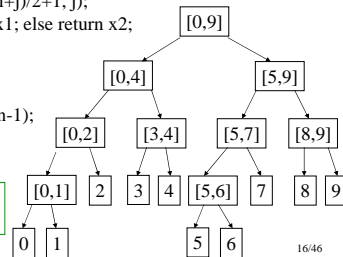 i+j)/2+1, j);
x1; else return x2;
[0,9]
[0,4] [5,9]
n-1);
[0,2] [3,4] [5,7] [8,9]
[0,1] 2 3 4 [5,6] 7 8 9
0 1 5 6
16/46